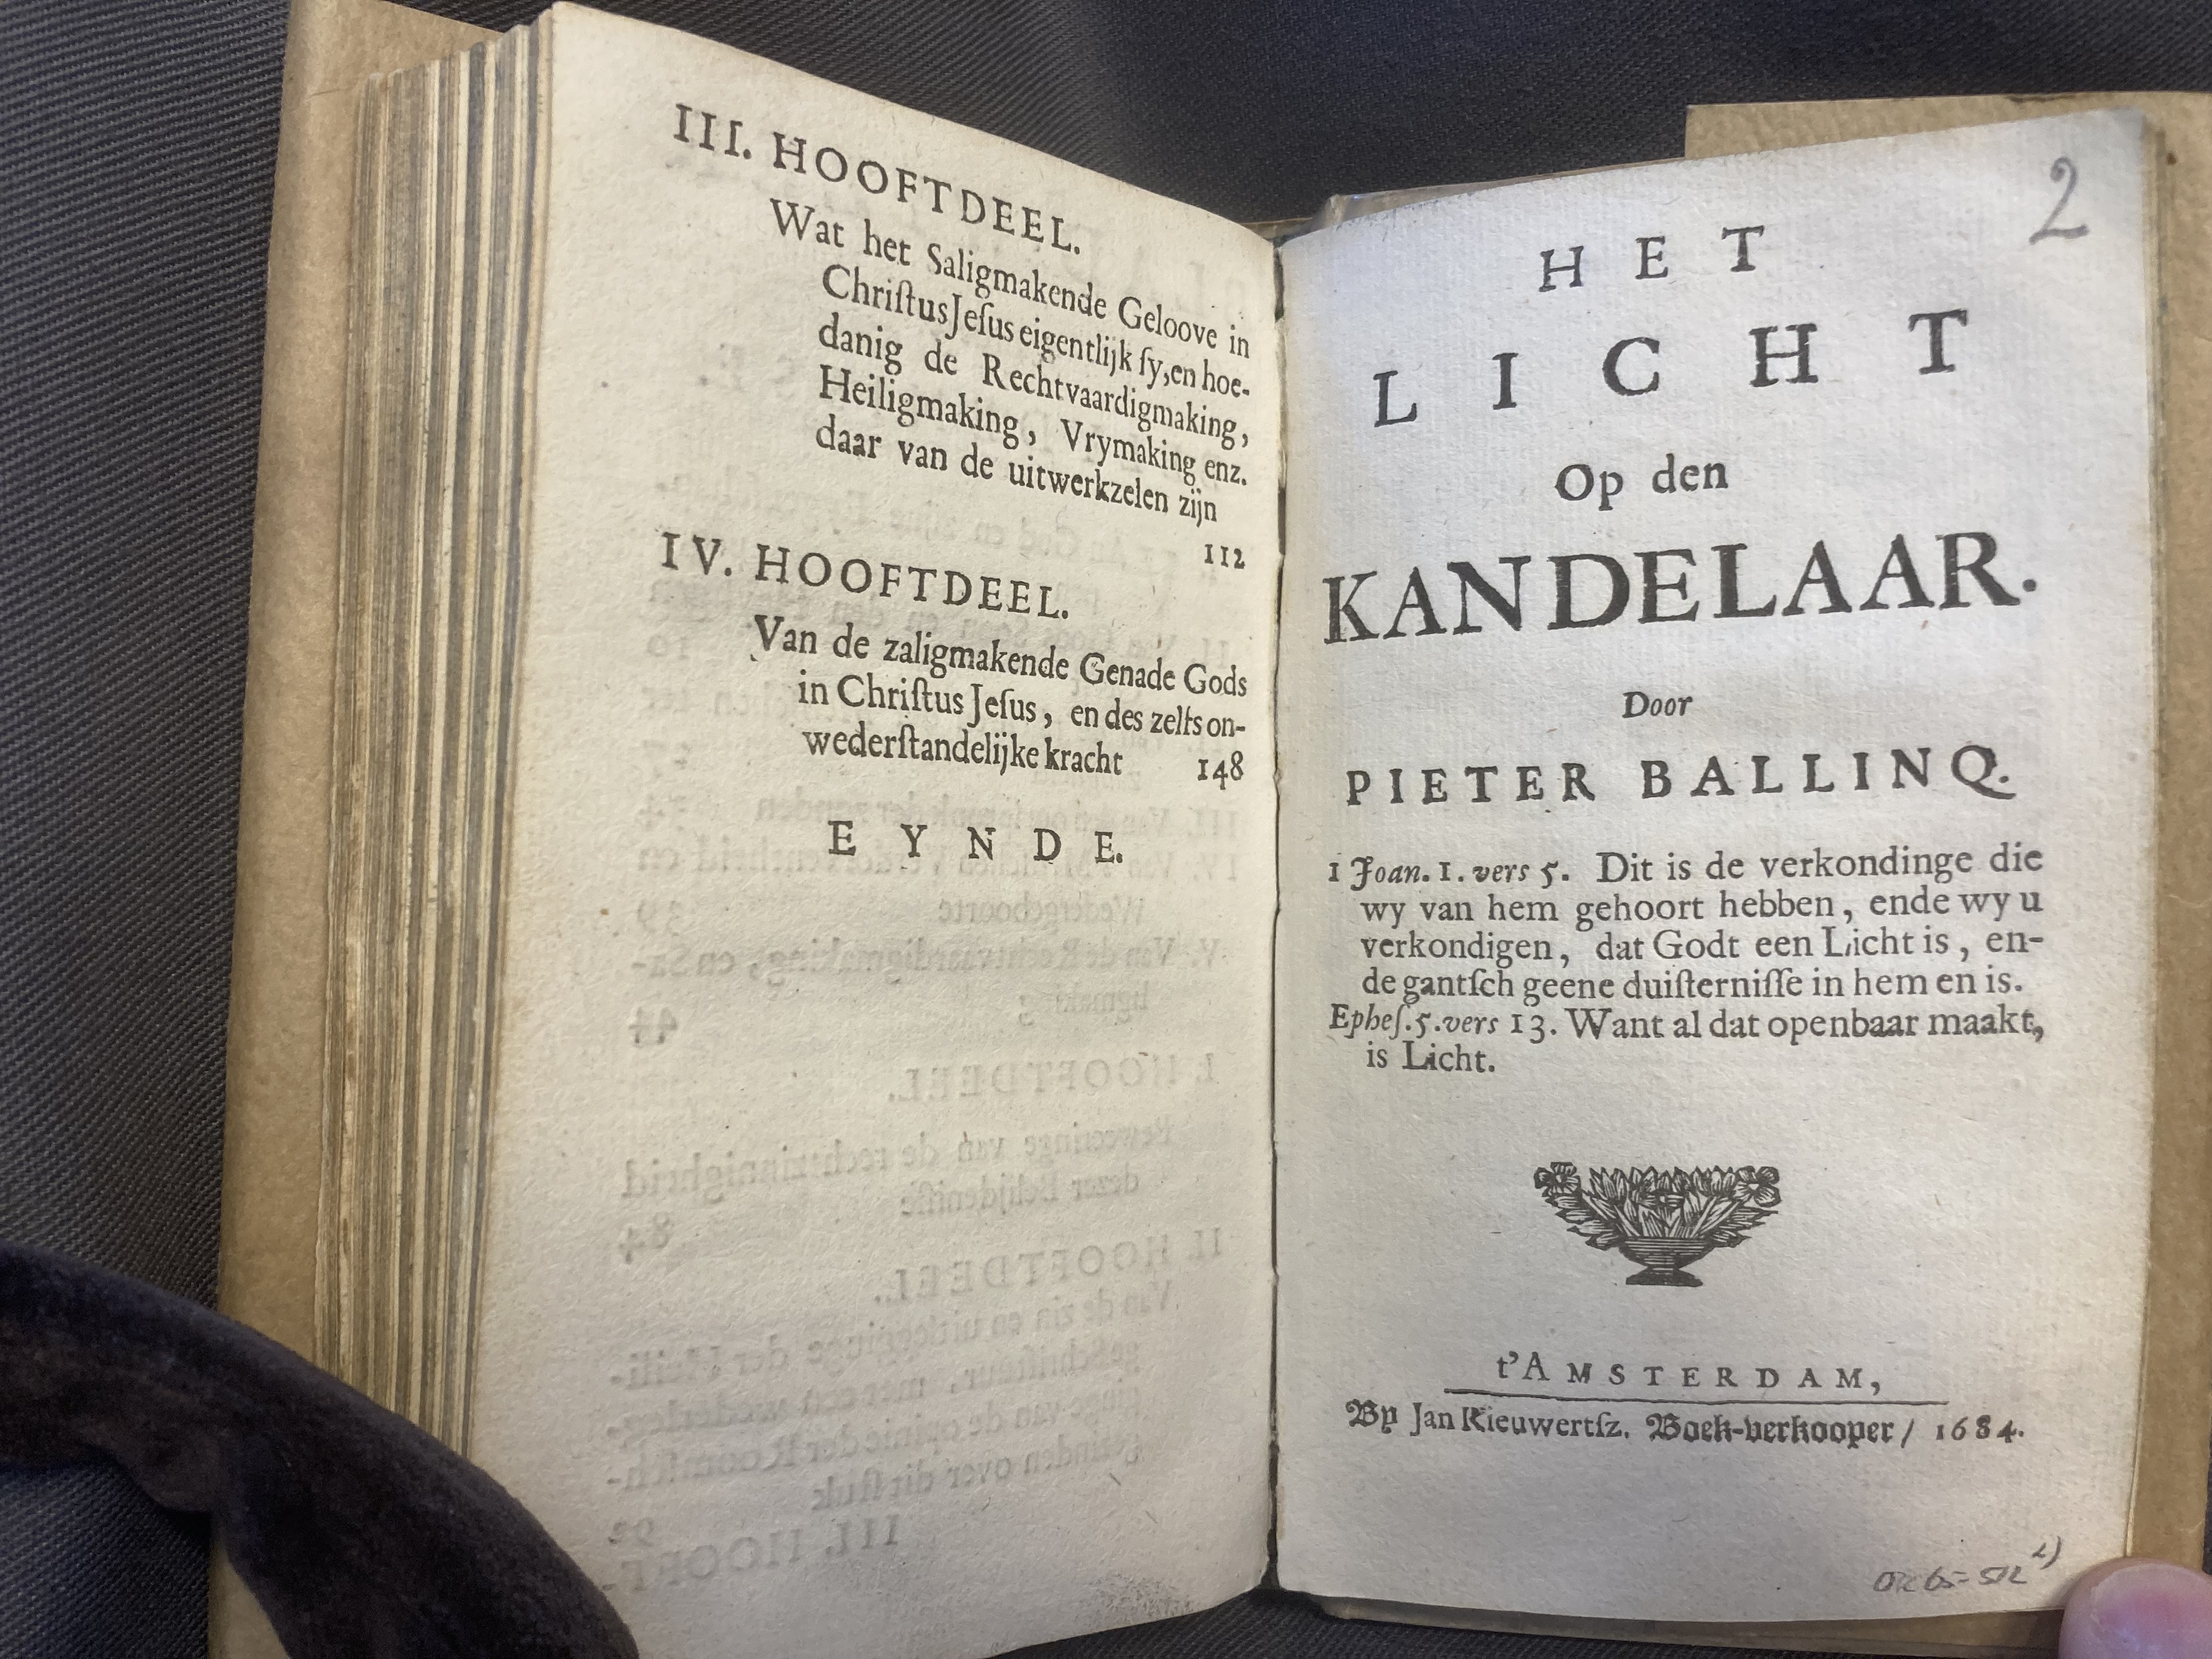 III. HOOFTDEEL.
Wat het Saligmakende Geloove in
Chriſtus Jeſus eigentlijk ſy, en hoe-
danig de Rechtvaardigmaking,
Heiligmaking, Vrymaking enz.
daar van de uitwerkzelen zijn
112
IV. HOOFTDEEL.
Van de zaligmakende Genade Gods
in Chriſtus Jeſus, en des zelfs on-
wederſtandelijke kracht 148
EYNDE.
2
HET
LICHT
Op den
KANDELAAR.
Door
PIETER BALLINQ.
1 Joan. 1. vers 5. Dit is de verkondinge die
wy van hem gehoort hebben, ende wy u
verkondigen, dat Godt een Licht is, en-
de gantſch geene duiſterniſſe in hem en is.
Epheſ. 5. vers 13. Want al dat openbaar maakt,
is Licht.
t'AMSTERDAM,
By Jan Rieuwertſz. Boek-verkooper / 1684.